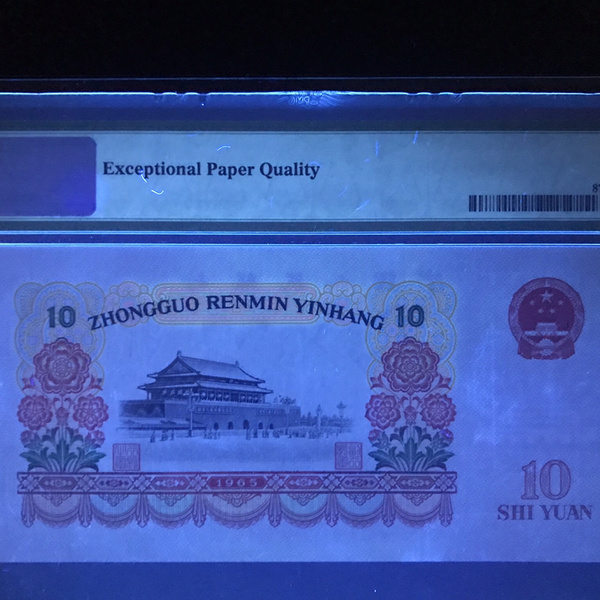 Exceptional Paper Quality
10 ZHONGGUO RENMIN YINHANG 10
1965
10
SHI YUAN